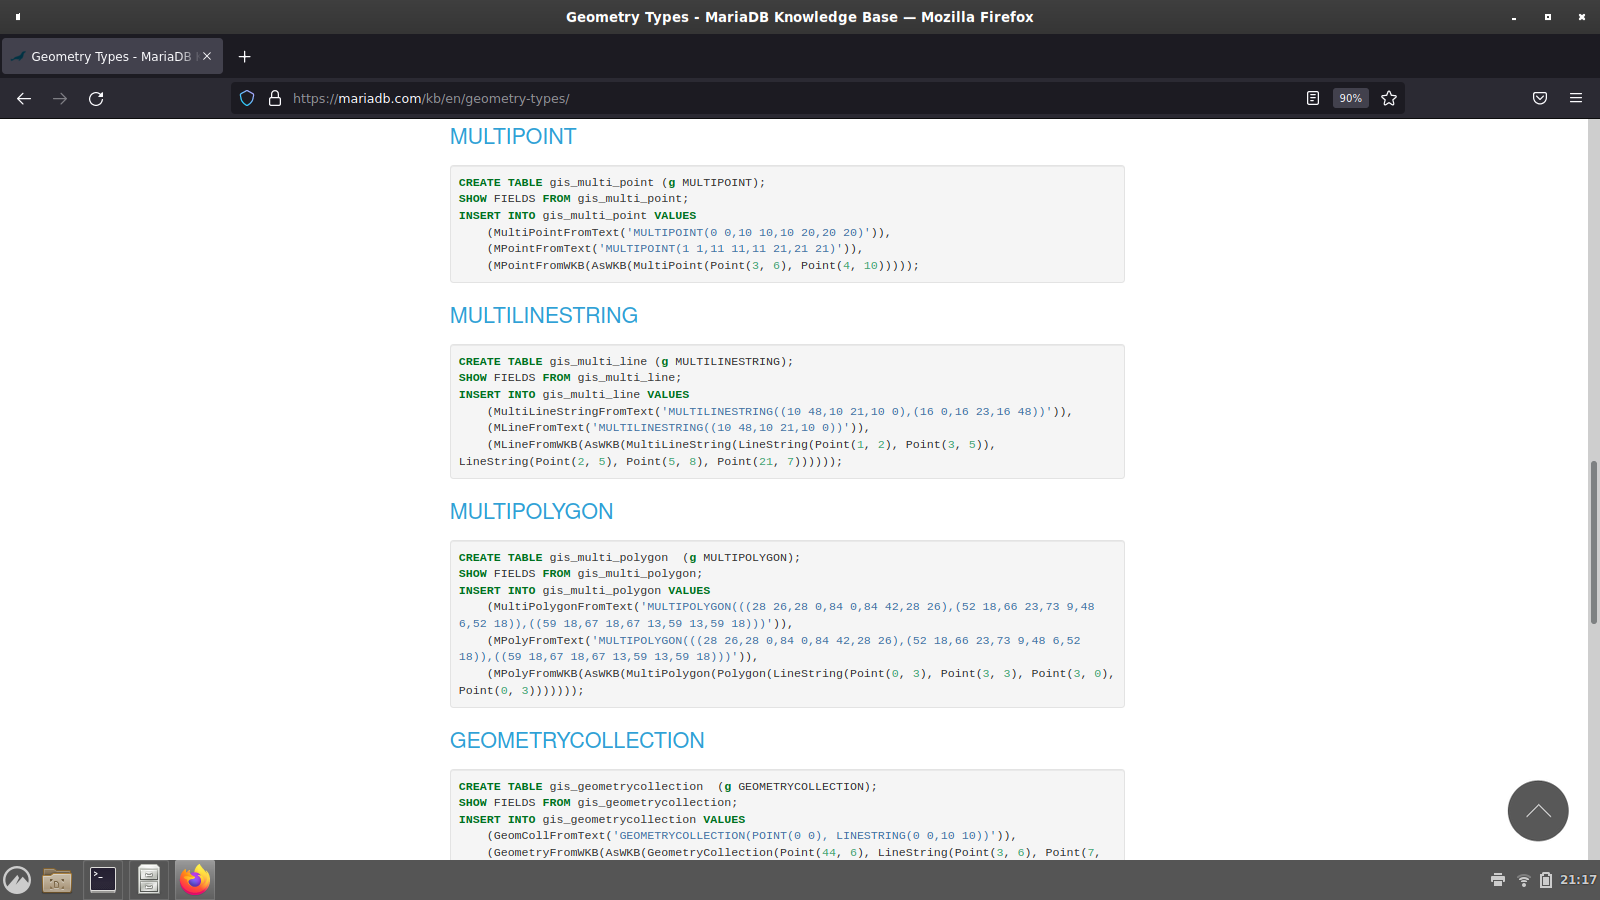 Geometry Types - MariaDB Knowledge Base — Mozilla Firefox
Geometry Types - MariaDB
https://mariadb.com/kb/en/geometry-types/
90%
MULTIPOINT
CREATE TABLE gis_multi_point (g MULTIPOINT);
SHOW FIELDS FROM gis_multi_point;
INSERT INTO gis_multi_point VALUES
    (MultiPointFromText('MULTIPOINT(0 0,10 10,10 20,20 20)')),
    (MPointFromText('MULTIPOINT(1 1,11 11,11 21,21 21)')),
    (MPointFromWKB(AsWKB(MultiPoint(Point(3, 6), Point(4, 10)))));
MULTILINESTRING
CREATE TABLE gis_multi_line (g MULTILINESTRING);
SHOW FIELDS FROM gis_multi_line;
INSERT INTO gis_multi_line VALUES
    (MultiLineStringFromText('MULTILINESTRING((10 48,10 21,10 0),(16 0,16 23,16 48))')),
    (MLineFromText('MULTILINESTRING((10 48,10 21,10 0))')),
    (MLineFromWKB(AsWKB(MultiLineString(LineString(Point(1, 2), Point(3, 5)),
LineString(Point(2, 5), Point(5, 8), Point(21, 7))))));
MULTIPOLYGON
CREATE TABLE gis_multi_polygon  (g MULTIPOLYGON);
SHOW FIELDS FROM gis_multi_polygon;
INSERT INTO gis_multi_polygon VALUES
    (MultiPolygonFromText('MULTIPOLYGON(((28 26,28 0,84 0,84 42,28 26),(52 18,66 23,73 9,48
6,52 18)),((59 18,67 18,67 13,59 13,59 18)))')),
    (MPolyFromText('MULTIPOLYGON(((28 26,28 0,84 0,84 42,28 26),(52 18,66 23,73 9,48 6,52
18)),((59 18,67 18,67 13,59 13,59 18)))')),
    (MPolyFromWKB(AsWKB(MultiPolygon(Polygon(LineString(Point(0, 3), Point(3, 3), Point(3, 0),
Point(0, 3)))))));
GEOMETRYCOLLECTION
CREATE TABLE gis_geometrycollection  (g GEOMETRYCOLLECTION);
SHOW FIELDS FROM gis_geometrycollection;
INSERT INTO gis_geometrycollection VALUES
    (GeomCollFromText('GEOMETRYCOLLECTION(POINT(0 0), LINESTRING(0 0,10 10))')),
    (GeometryFromWKB(AsWKB(GeometryCollection(Point(44, 6), LineString(Point(3, 6), Point(7,
21:17